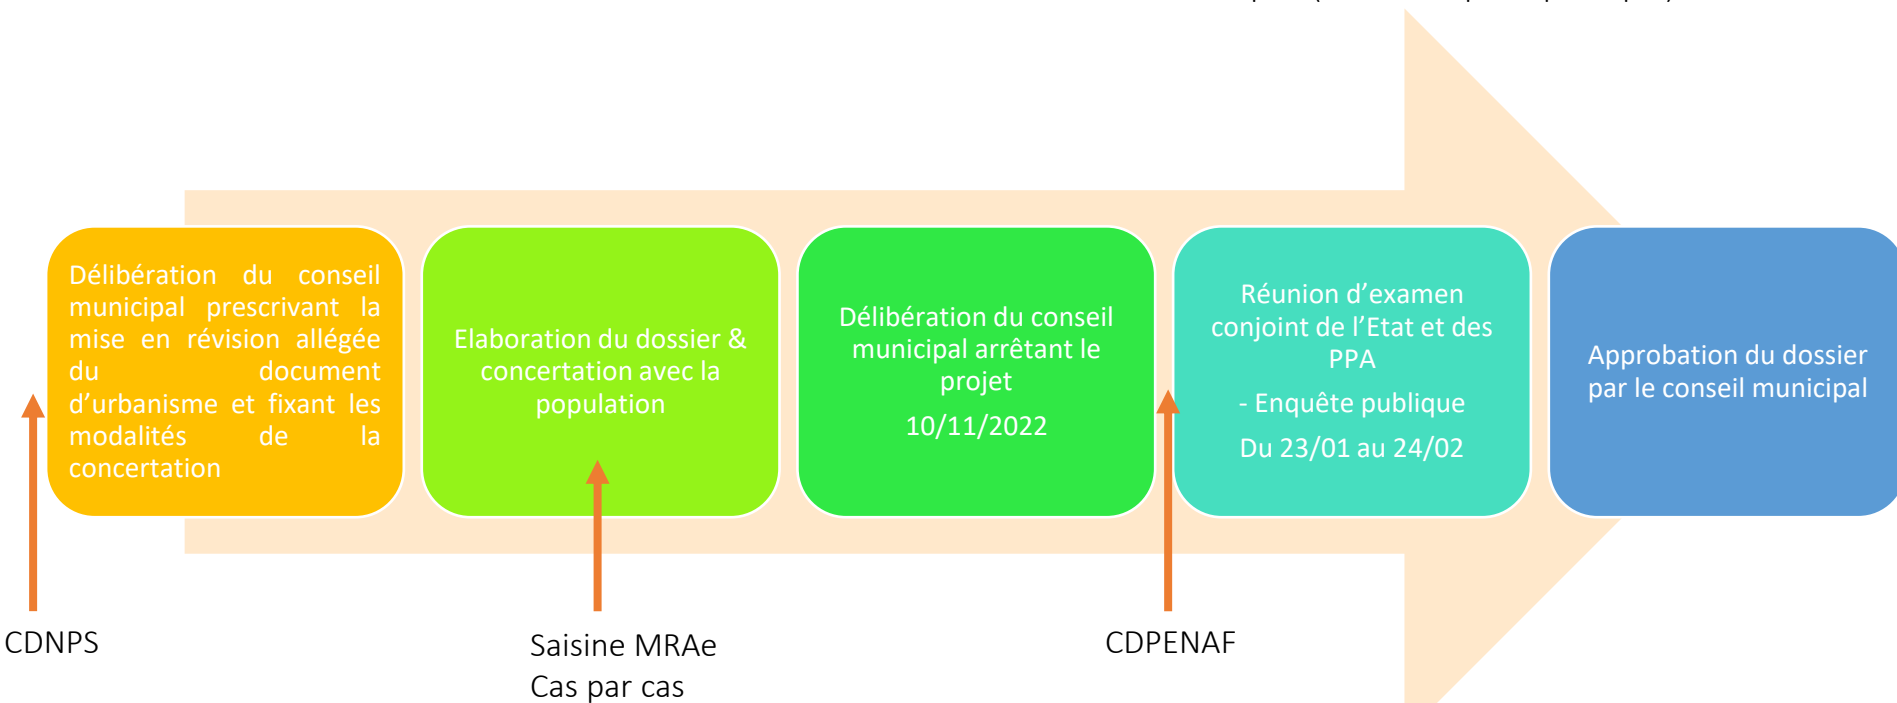 Délibération du conseil
municipal prescrivant la
mise en révision allégée
du document
d’urbanisme et fixant les
modalités de la
concertation
Elaboration du dossier &
concertation avec la
population
Délibération du conseil
municipal arrêtant le
projet
10/11/2022
Réunion d’examen
conjoint de l’Etat et des
PPA
- Enquête publique
Du 23/01 au 24/02
Approbation du dossier
par le conseil municipal
CDNPS
Saisine MRAe
Cas par cas
CDPENAF